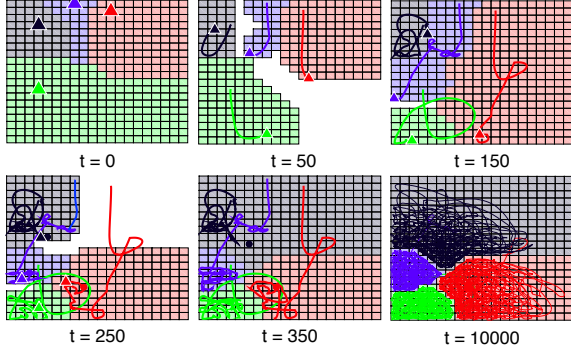 t = 0
t = 50
t = 150
t = 250
t = 350
t = 10000